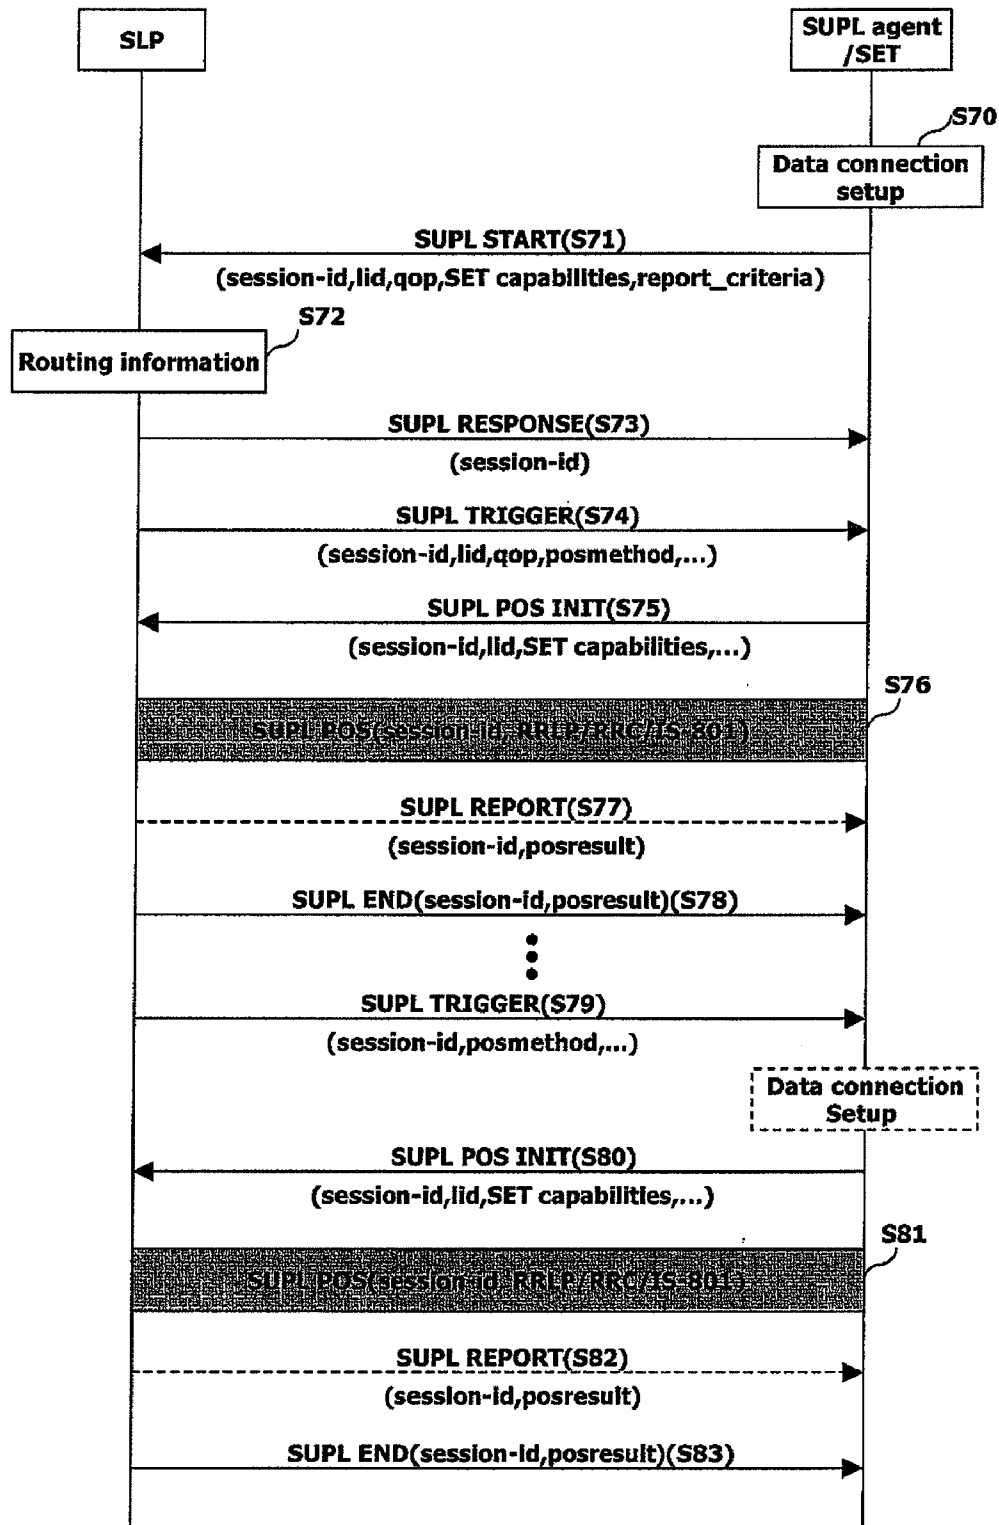 SLP
SUPL agent
/SET
S70
Data connection
setup
SUPL START(S71)
(session-id,lid,qop,SET capabilities,report_criteria)
S72
Routing information
SUPL RESPONSE(S73)
(session-id)
SUPL TRIGGER(S74)
(session-id,lid,qop,posmethod,...)
SUPL POS INIT(S75)
(session-id,lid,SET capabilities,...)
S76
SUPL POS(session-id, RRLP/RRC/IS-801)
SUPL REPORT(S77)
(session-id,posresult)
SUPL END(session-id,posresult)(S78)
SUPL TRIGGER(S79)
(session-id,posmethod,...)
Data connection
Setup
SUPL POS INIT(S80)
(session-id,lid,SET capabilities,...)
S81
SUPL POS(session-id, RRLP/RRC/IS-801)
SUPL REPORT(S82)
(session-id,posresult)
SUPL END(session-id,posresult)(S83)